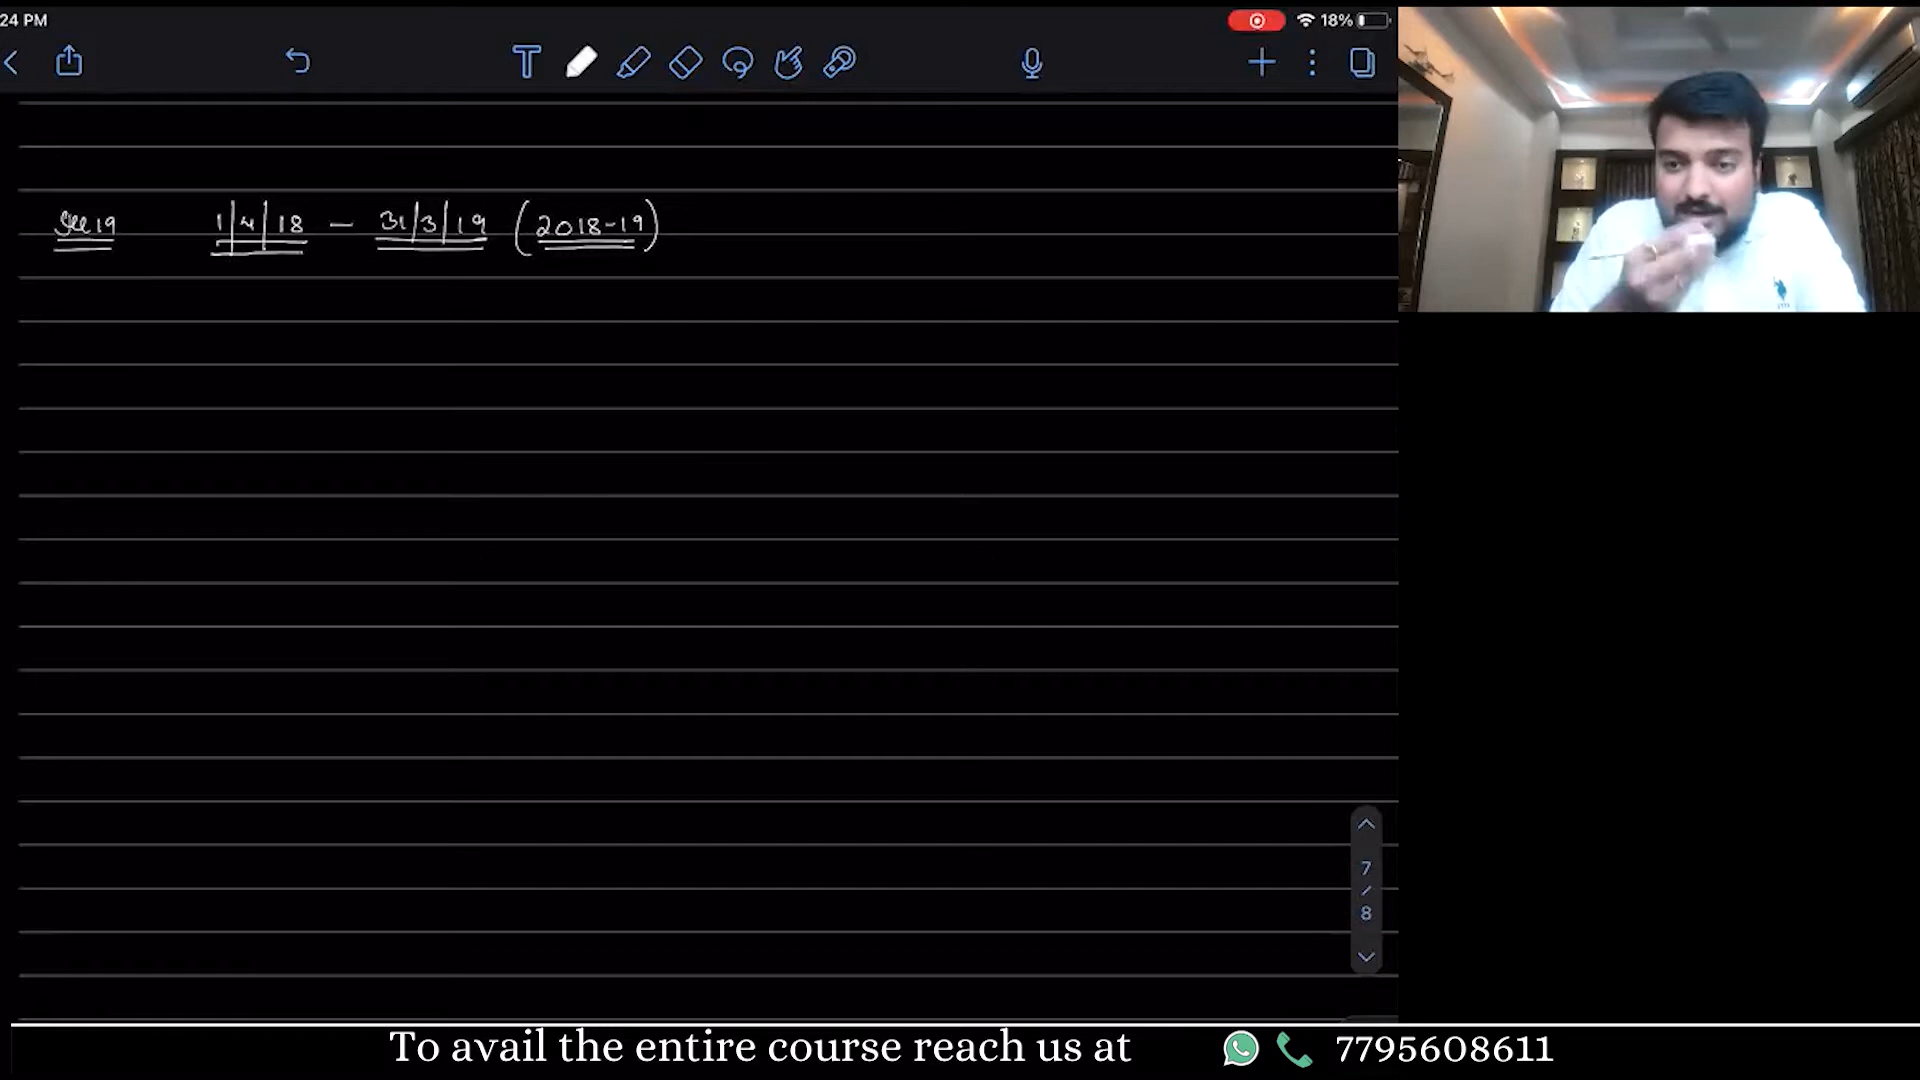 24 PM
18%
T
Sec 19 1/4/18 - 31/3/19 (2018-19)
7
/
8
To avail the entire course reach us at 7795608611